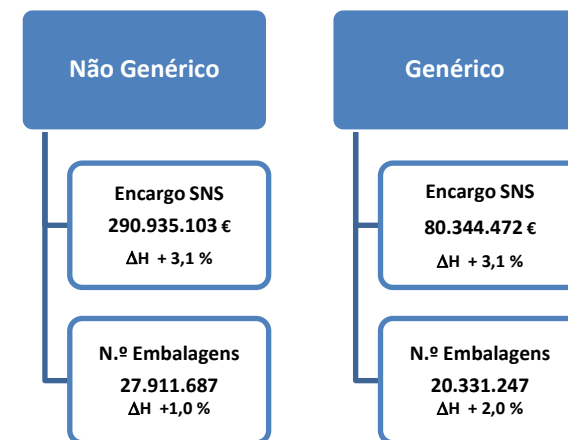 Não Genérico
Encargo SNS
290.935.103 €
ΔH + 3,1 %
N.º Embalagens
27.911.687
ΔH +1,0 %
Genérico
Encargo SNS
80.344.472 €
ΔH + 3,1 %
N.º Embalagens
20.331.247
ΔH + 2,0 %